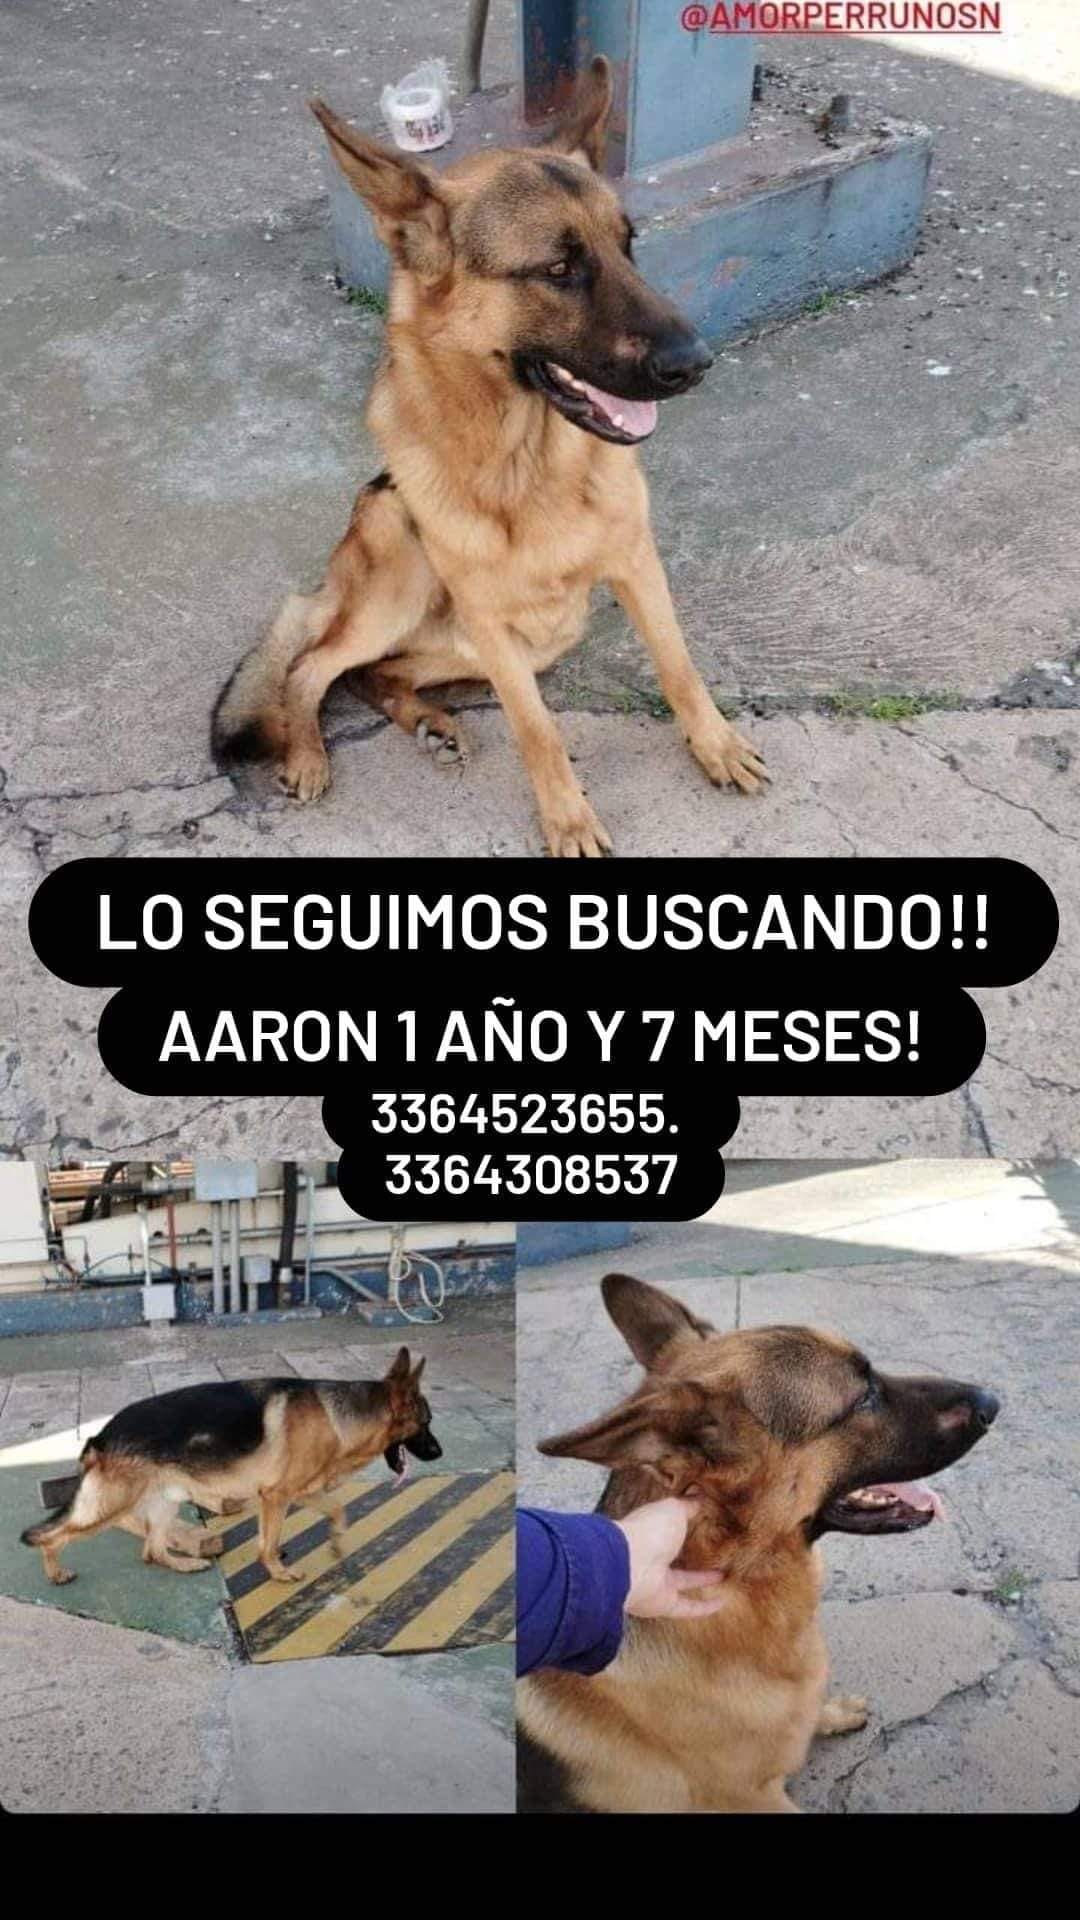 @AMORPERRUNOSN
LO SEGUIMOS BUSCANDO!!
AARON 1 AÑO Y 7 MESES!
3364523655.
3364308537